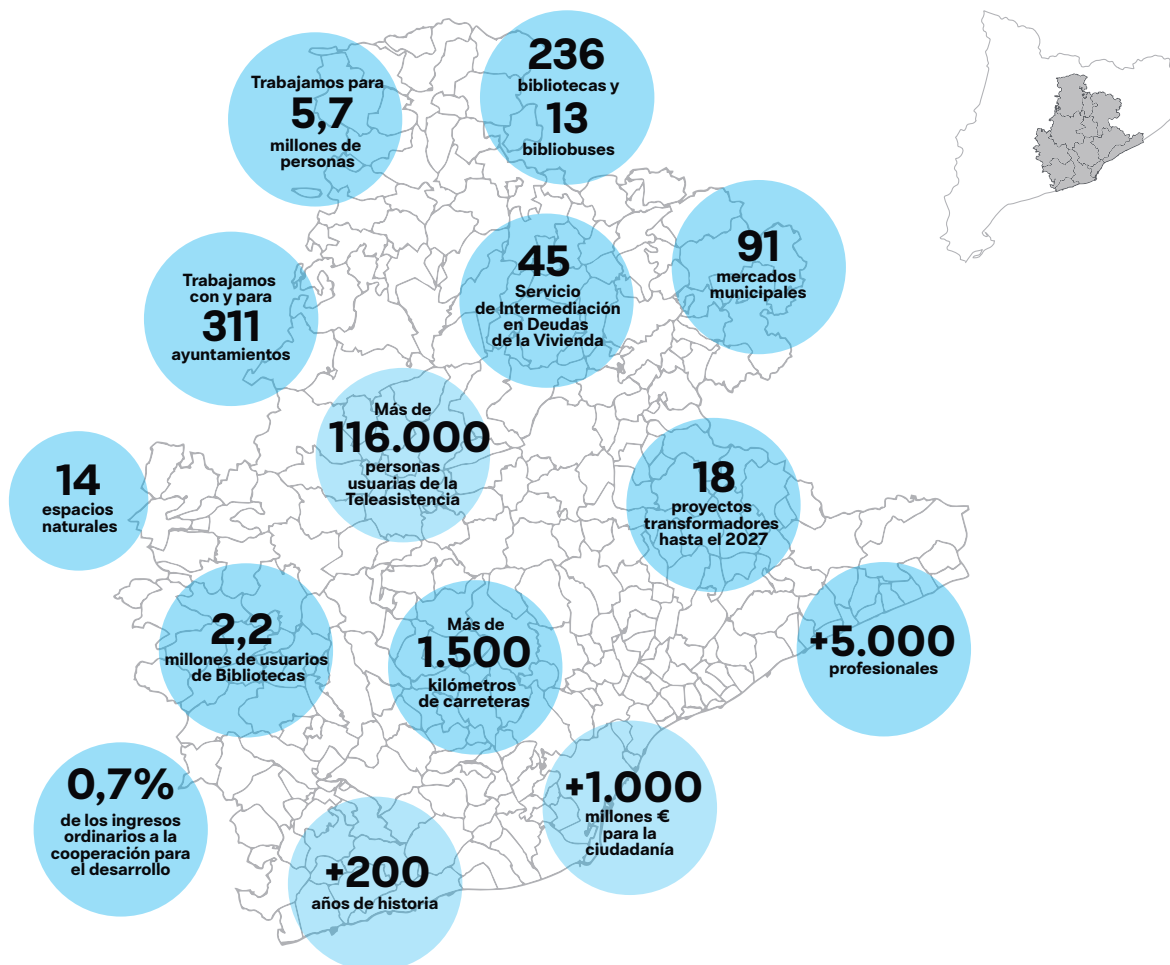 Trabajamos para
5,7
millones de
personas
236
bibliotecas y
13
bibliobuses
91
mercados
municipales
45
Servicio
de Intermediación
en Deudas
de la Vivienda
Trabajamos
con y para
311
ayuntamientos
Más de
116.000
personas
usuarias de la
Teleasistencia
14
espacios
naturales
18
proyectos
transformadores
hasta el 2027
2,2
millones de usuarios
de Bibliotecas
Más de
1.500
kilómetros
de carreteras
+5.000
profesionales
0,7%
de los ingresos
ordinarios a la
cooperación para
el desarrollo
+200
años de historia
+1.000
millones €
para la
ciudadanía